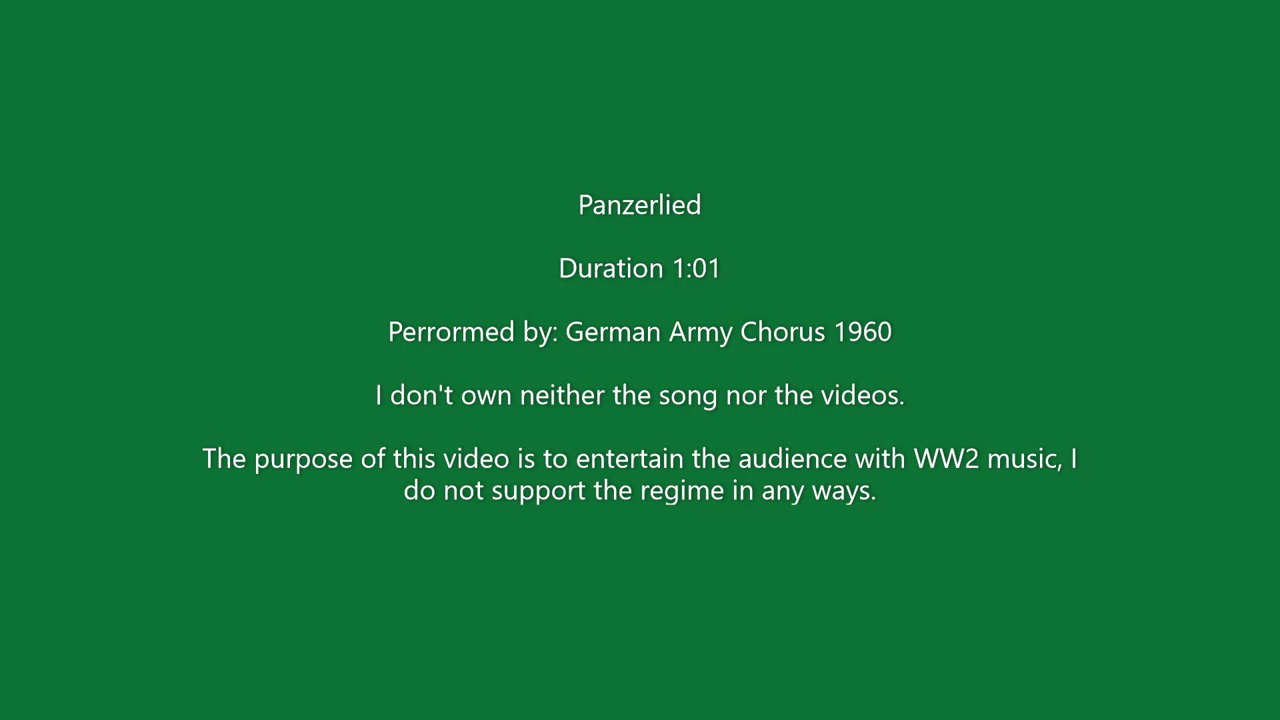 Panzerlied
Duration 1:01
Perrormed by: German Army Chorus 1960
I don't own neither the song nor the videos.
The purpose of this video is to entertain the audience with WW2 music, I
do not support the regime in any ways.